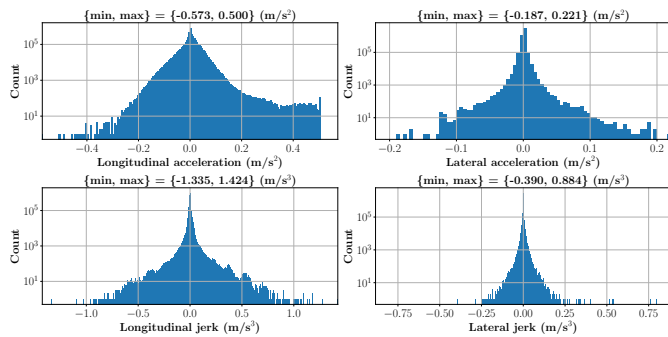 {min, max} = {-0.573, 0.500} (m/s²)
Count
10⁵
10³
10¹
−0.4 −0.2 0.0 0.2 0.4
Longitudinal acceleration (m/s²)
{min, max} = {-0.187, 0.221} (m/s²)
Count
10⁵
10³
10¹
−0.2 −0.1 0.0 0.1 0.2
Lateral acceleration (m/s²)
{min, max} = {-1.335, 1.424} (m/s³)
Count
10⁵
10³
10¹
−1.0 −0.5 0.0 0.5 1.0
Longitudinal jerk (m/s³)
{min, max} = {-0.390, 0.884} (m/s³)
Count
10⁵
10³
10¹
−0.75 −0.50 −0.25 0.00 0.25 0.50 0.75
Lateral jerk (m/s³)